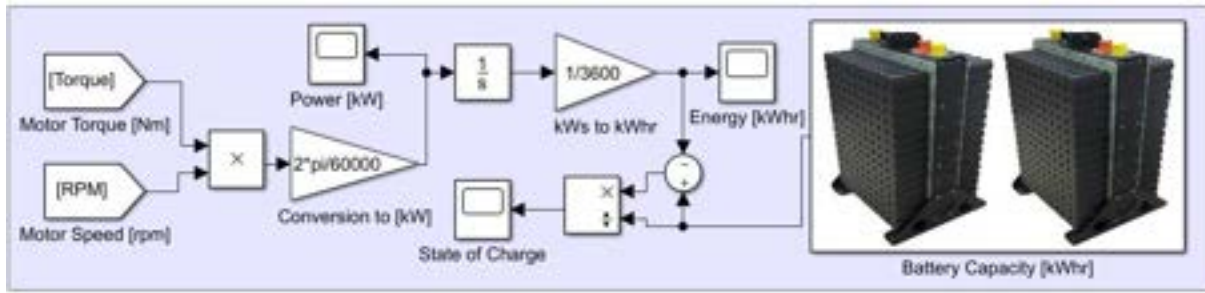 [Torque]
Motor Torque [Nm]
[RPM]
Motor Speed [rpm]
×
2*pi/60000
Conversion to [kW]
Power [kW]
1/3600
kWs to kWhr
Energy [kWhr]
-
+
×
÷
State of Charge
Battery Capacity [kWhr]